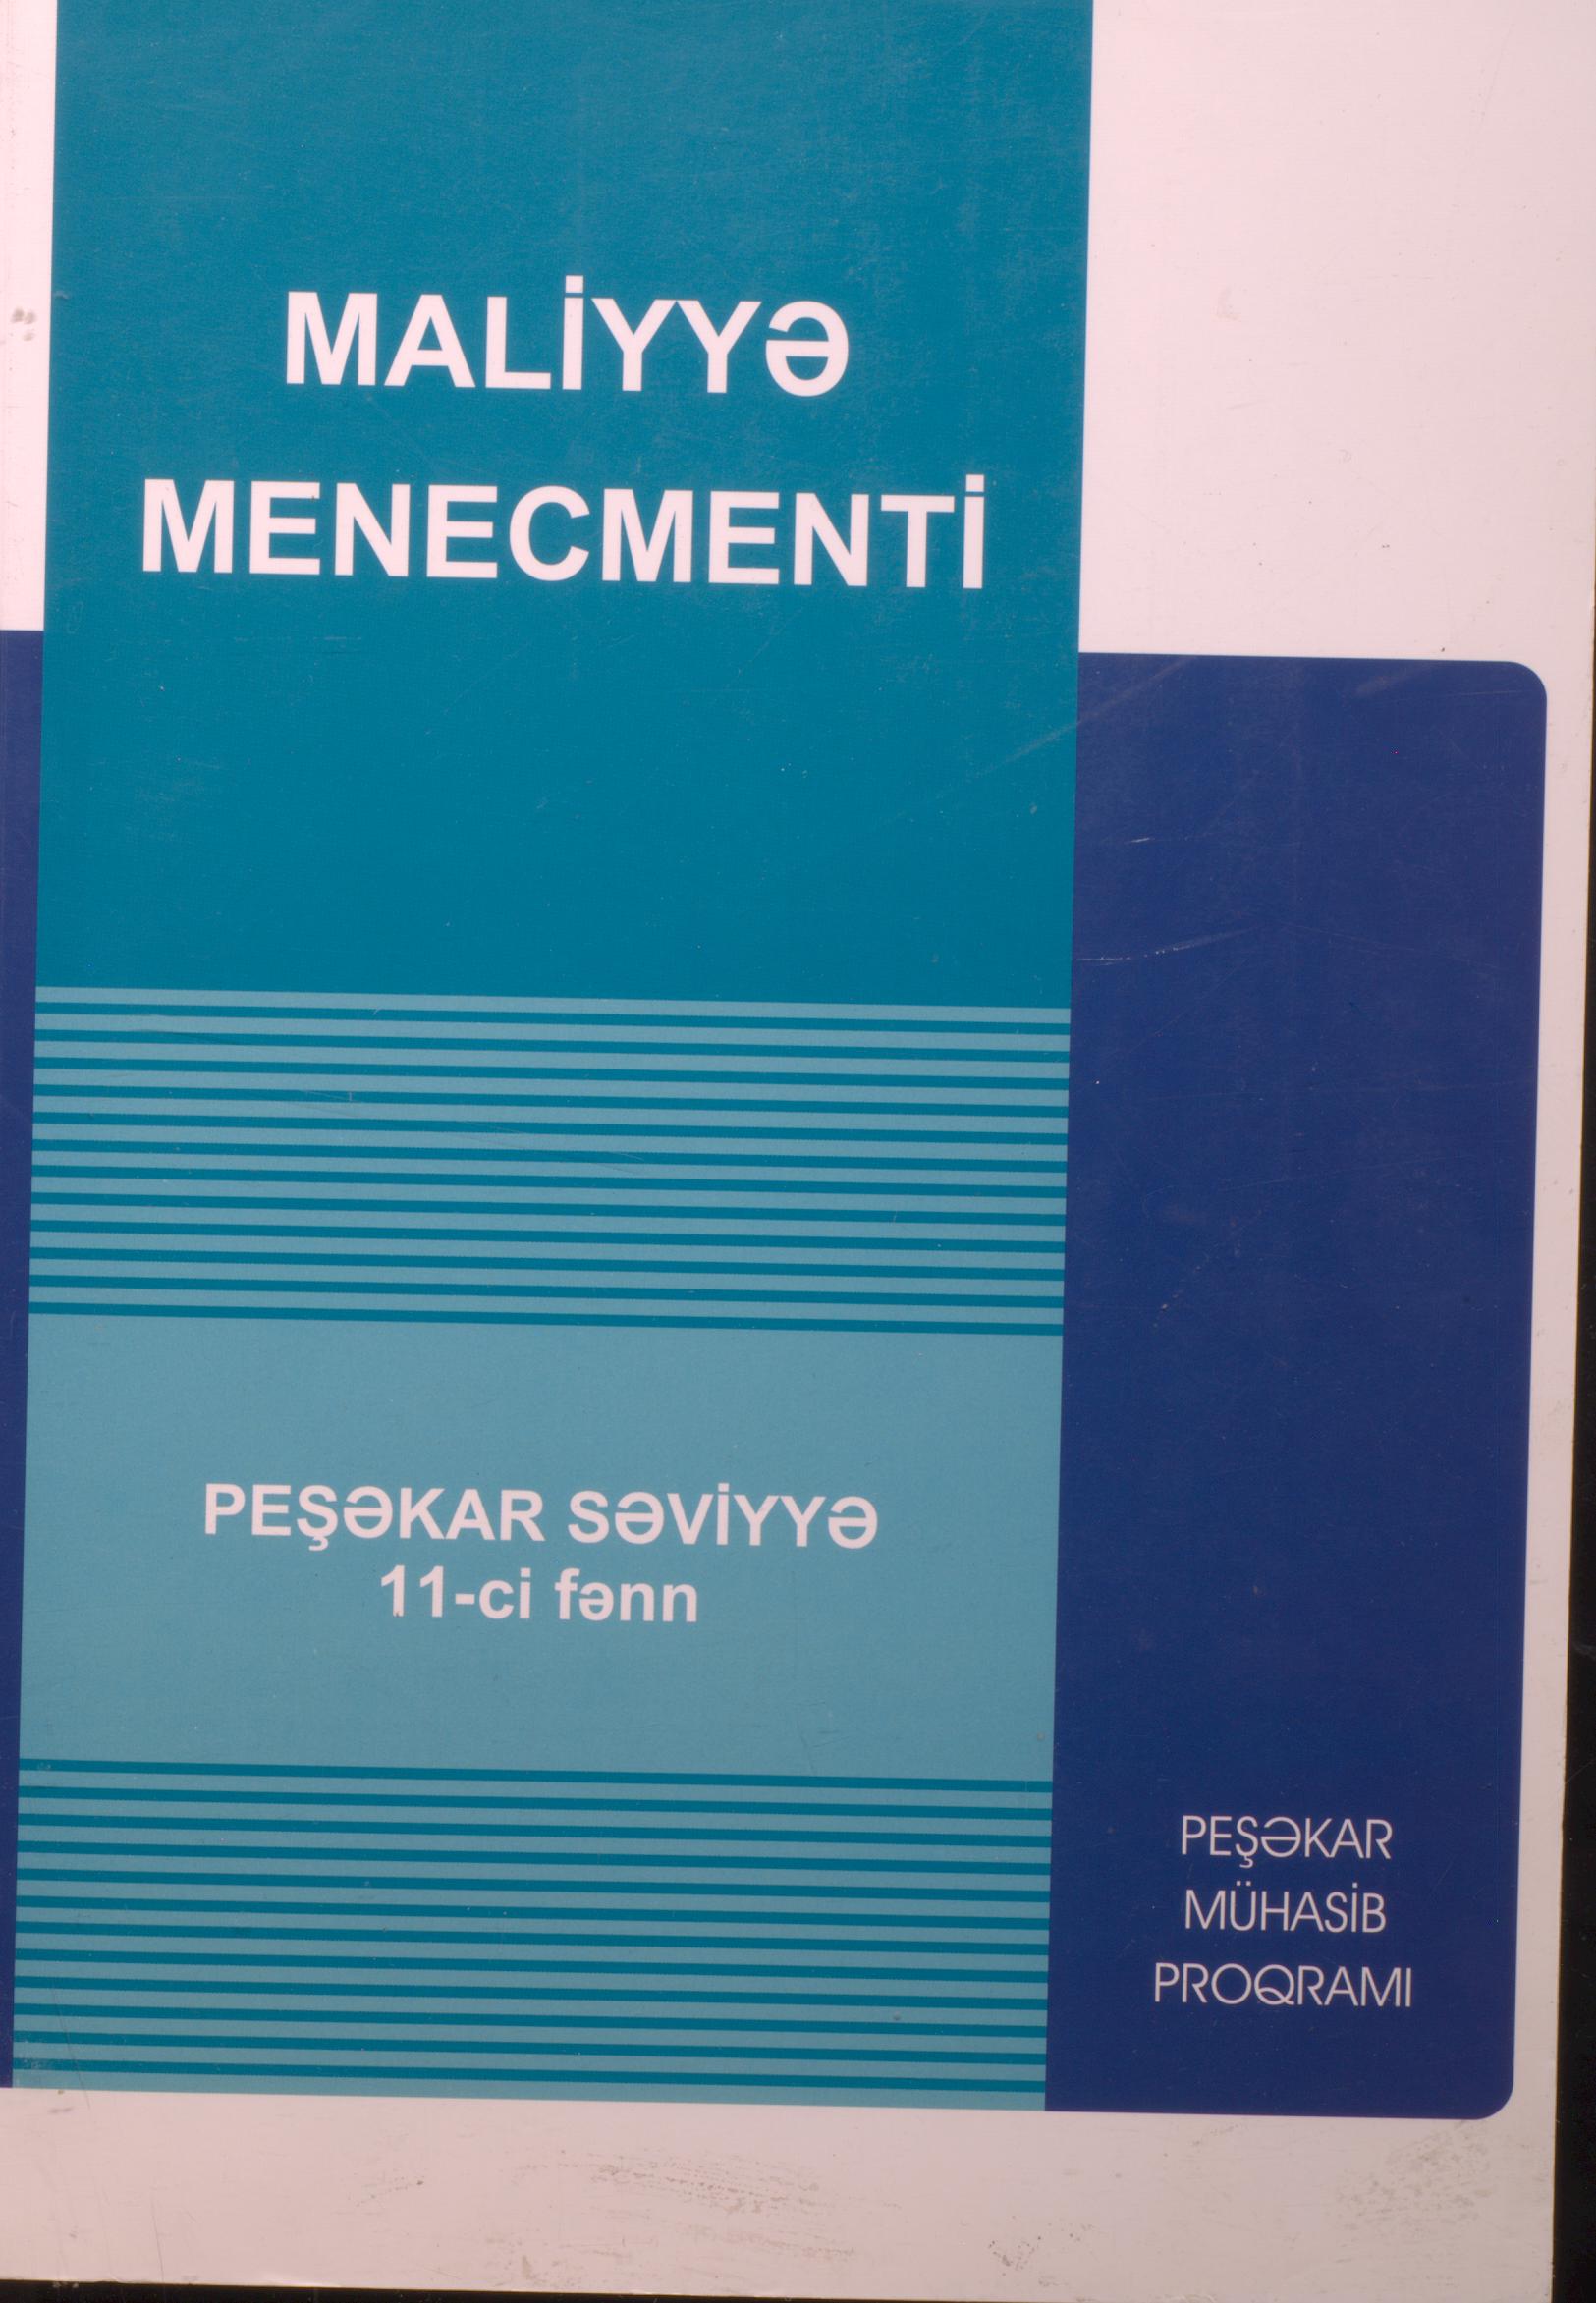 MALİYYƏ
MENECMENTİ
PEŞƏKAR SƏVİYYƏ
11-ci fənn
PEŞƏKAR
MÜHASİB
PROQRAMI